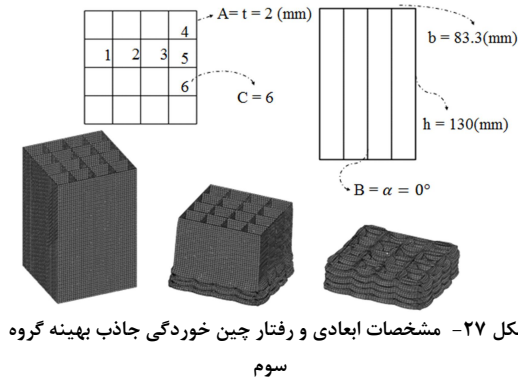 A= t = 2 (mm)
4
1 2 3 5
6
C = 6
b = 83.3(mm)
h = 130(mm)
B = α = 0°
کل ۲۷- مشخصات ابعادی و رفتار چین خوردگی جاذب بهینه گروه
سوم